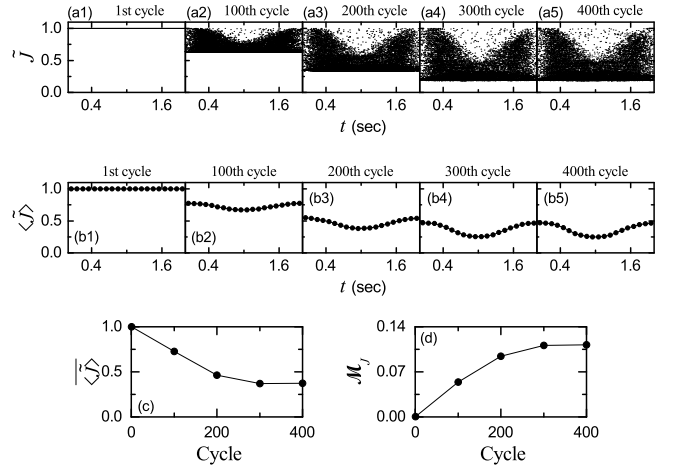 (a1) 1st cycle (a2) 100th cycle (a3) 200th cycle (a4) 300th cycle (a5) 400th cycle
1.0
0.5
0.0
J̃
0.4 1.6 0.4 1.6 0.4 1.6 0.4 1.6 0.4 1.6
t (sec)
1st cycle 100th cycle 200th cycle 300th cycle 400th cycle
1.0
0.5
0.0
⟨J̃⟩
(b1) (b2) (b3) (b4) (b5)
0.4 1.6 0.4 1.6 0.4 1.6 0.4 1.6 0.4 1.6
t (sec)
1.0
0.5
0.0
⟨J̃⟩
(c)
0 200 400
Cycle
0.14
0.07
0.00
ℳJ
(d)
0 200 400
Cycle